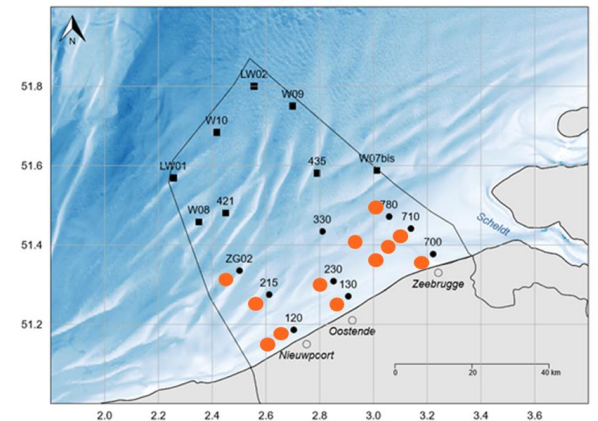 N
51.8
51.6
51.4
51.2
LW02
W09
W10
435
W07bis
LW01
W08
421
330
780
710
700
ZG02
215
230
130
120
Scheldt
Zeebrugge
Oostende
Nieuwpoort
0 20 40 km
2.0 2.2 2.4 2.6 2.8 3.0 3.2 3.4 3.6